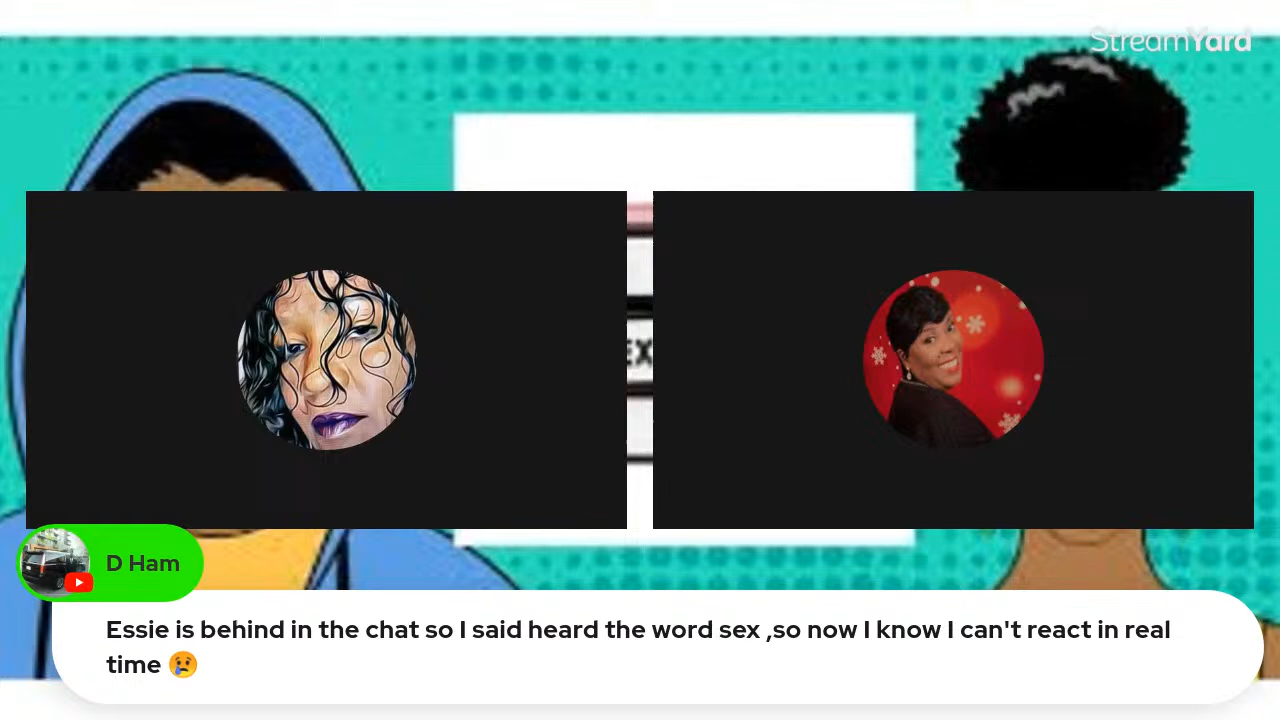 StreamYard
EX
D Ham
Essie is behind in the chat so I said heard the word sex ,so now I know I can't react in real
time 😢